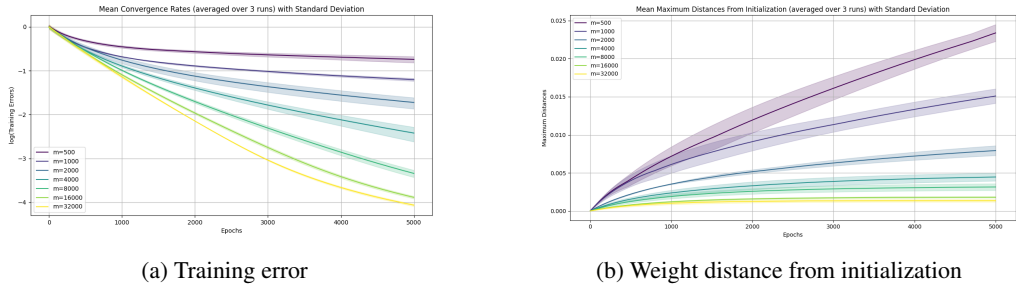 Mean Convergence Rates (averaged over 3 runs) with Standard Deviation
0
−1
−2
−3
−4
log(Training Errors)
m=500
m=1000
m=2000
m=4000
m=8000
m=16000
m=32000
0 1000 2000 3000 4000 5000
Epochs
(a) Training error
Mean Maximum Distances From Initialization (averaged over 3 runs) with Standard Deviation
m=500
m=1000
m=2000
m=4000
m=8000
m=16000
m=32000
0.025
0.020
0.015
0.010
0.005
0.000
Maximum Distances
0 1000 2000 3000 4000 5000
Epochs
(b) Weight distance from initialization